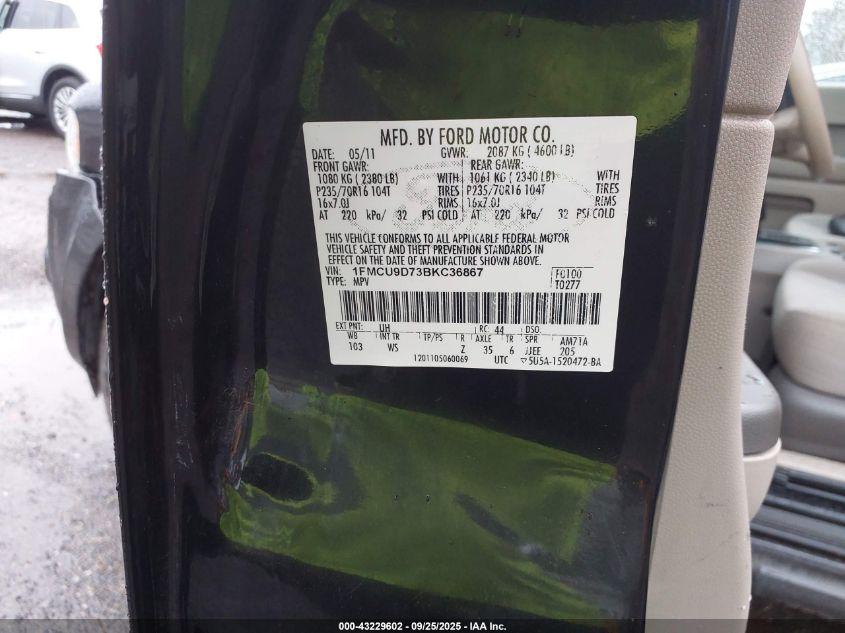 MFD. BY FORD MOTOR CO.
DATE: 05/11 GVWR: 2087 KG ( 4600 LB)
FRONT GAWR: REAR GAWR:
1080 KG ( 2380 LB) WITH 1061 KG ( 2340 LB) WITH
P235/70R16 104T TIRES P235/70R16 104T TIRES
16x7.0J RIMS 16x7.0J RIMS
AT 220 kPa/ 32 PSI COLD AT 220 kPa/ 32 PSI COLD
THIS VEHICLE CONFORMS TO ALL APPLICABLE FEDERAL MOTOR
VEHICLE SAFETY AND THEFT PREVENTION STANDARDS IN
EFFECT ON THE DATE OF MANUFACTURE SHOWN ABOVE.
VIN: 1FMCU9D73BKC36867 F0100
TYPE: MPV T0277
EXT PNT: UH RC: 44 DSO:
WB INT TR TP/PS R AXLE TR SPR AM71A
103 WS Z 35 6 JJEE 205
1201105060069 UTC ▽5U5A-1520472-BA
000-43229602 - 09/25/2025 - IAA Inc.